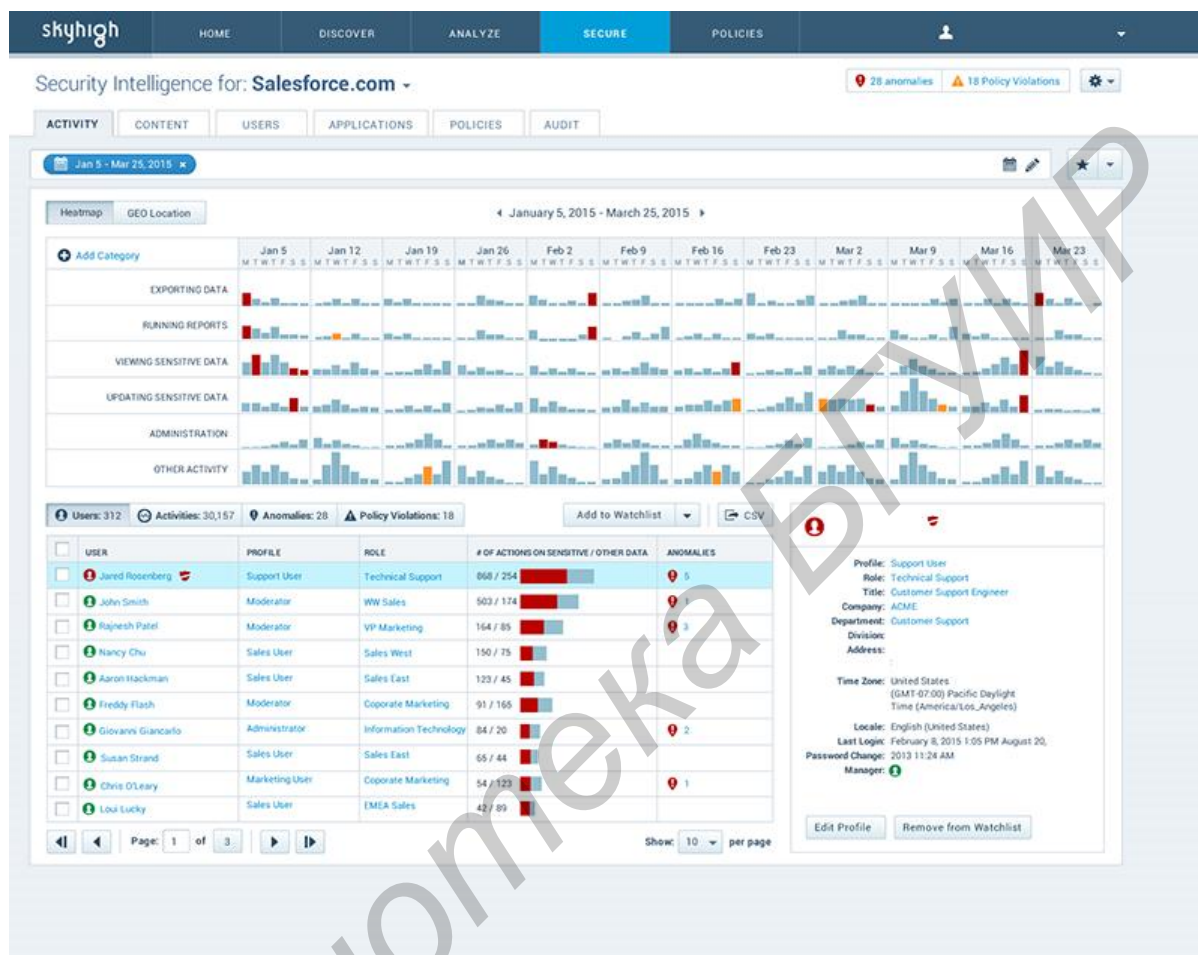 skyhigh HOME DISCOVER ANALYZE SECURE POLICIES
Security Intelligence for: Salesforce.com
28 anomalies 18 Policy Violations
ACTIVITY CONTENT USERS APPLICATIONS POLICIES AUDIT
Jan 5 - Mar 25, 2015 ×
Heatmap GEO Location January 5, 2015 - March 25, 2015
Add Category Jan 5 Jan 12 Jan 19 Jan 26 Feb 2 Feb 9 Feb 16 Feb 23 Mar 2 Mar 9 Mar 16 Mar 23
M T W T F S S M T W T F S S M T W T F S S M T W T F S S M T W T F S S M T W T F S S M T W T F S S M T W T F S S M T W T F S S M T W T F S S M T W T F S S M T W T F S S
EXPORTING DATA
RUNNING REPORTS
VIEWING SENSITIVE DATA
UPDATING SENSITIVE DATA
ADMINISTRATION
OTHER ACTIVITY
Users: 312 Activities: 30,157 Anomalies: 28 Policy Violations: 18 Add to Watchlist CSV
USER PROFILE ROLE # OF ACTIONS ON SENSITIVE / OTHER DATA ANOMALIES
Jared Rosenberg Support User Technical Support 868 / 254 5
John Smith Moderator WW Sales 503 / 174 1
Rajnesh Patel Moderator VP Marketing 164 / 85 3
Nancy Chu Sales User Sales West 150 / 75
Aaron Hackman Sales User Sales East 123 / 45
Freddy Flash Moderator Coporate Marketing 91 / 165
Giovanni Giancarlo Administrator Information Technology 84 / 20 2
Susan Strand Sales User Sales East 65 / 44
Chris O'Leary Marketing User Coporate Marketing 54 / 123 1
Loui Lucky Sales User EMEA Sales 42 / 89
Page: 1 of 3 Show: 10 per page
Profile: Support User
Role: Technical Support
Title: Customer Support Engineer
Company: ACME
Department: Customer Support
Division:
Address:
:
Time Zone: United States
(GMT-07:00) Pacific Daylight
Time (America/Los_Angeles)
Locale: English (United States)
Last Login: February 8, 2015 1:05 PM August 20,
Password Change: 2013 11:24 AM
Manager:
Edit Profile Remove from Watchlist
иотека БГУИР